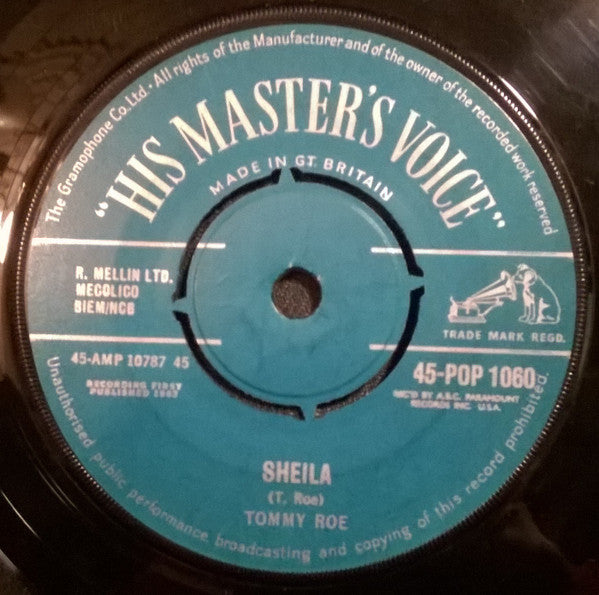 The Gramophone Co. Ltd. · All rights of the Manufacturer and of the owner of the recorded work reserved
"HIS MASTER'S VOICE"
MADE IN GT. BRITAIN
R. MELLIN LTD.
MECOLICO
BIEM/NCB
TRADE MARK REGD.
45-AMP 10787 45
45-POP 1060
RECORDING FIRST
PUBLISHED 1962
REC'D BY A.B.C. PARAMOUNT
RECORDS INC. U.S.A.
SHEILA
(T. Roe)
TOMMY ROE
Unauthorised public performance, broadcasting and copying of this record prohibited.